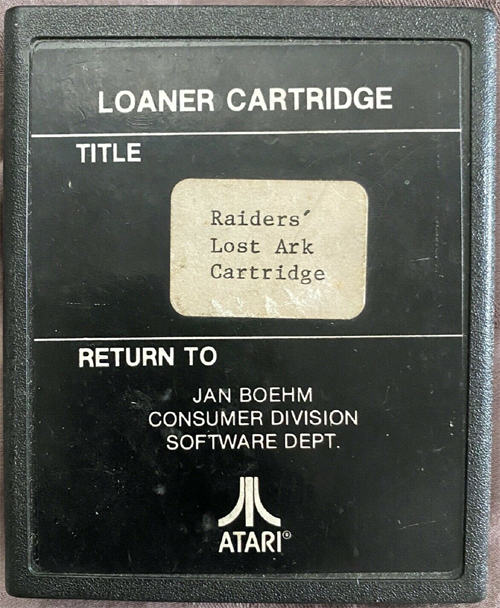 LOANER CARTRIDGE
TITLE
Raiders´
Lost Ark
Cartridge
RETURN TO
JAN BOEHM
CONSUMER DIVISION
SOFTWARE DEPT.
ATARI®